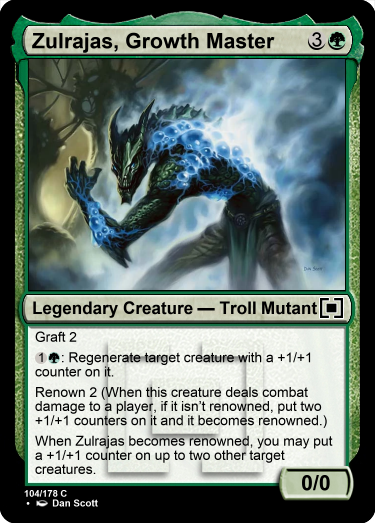 Zulrajas, Growth Master 3
Legendary Creature — Troll Mutant
Graft 2
1: Regenerate target creature with a +1/+1
counter on it.
Renown 2 (When this creature deals combat
damage to a player, if it isn't renowned, put two
+1/+1 counters on it and it becomes renowned.)
When Zulrajas becomes renowned, you may put
a +1/+1 counter on up to two other target
creatures.
0/0
104/178 C
• Dan Scott